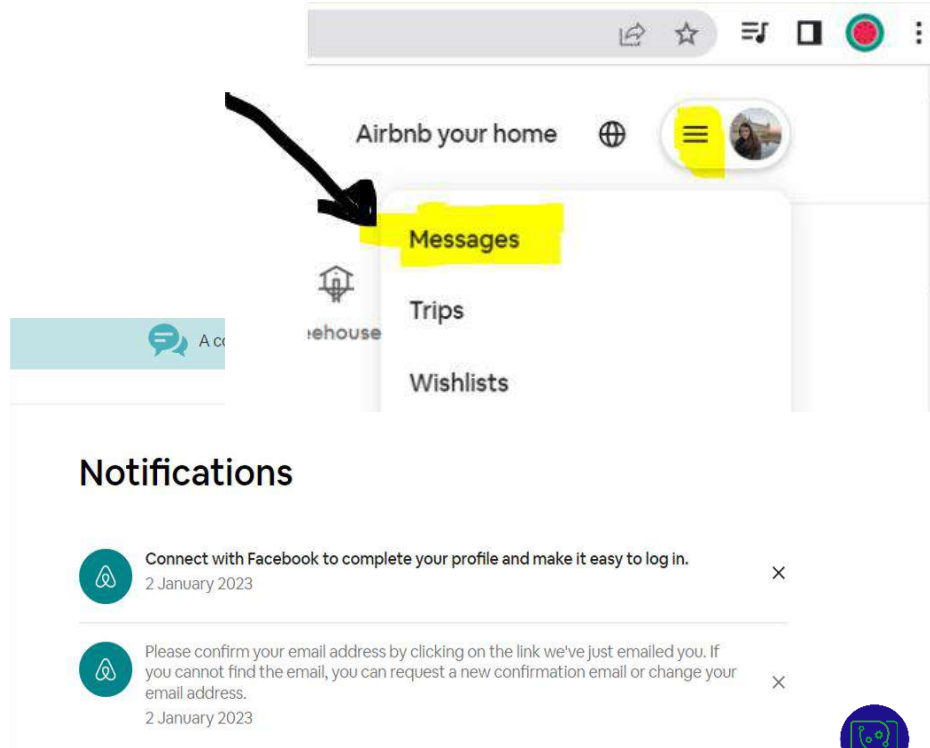 Airbnb your home
Messages
Trips
Wishlists
Notifications
Connect with Facebook to complete your profile and make it easy to log in.
2 January 2023
Please confirm your email address by clicking on the link we've just emailed you. If
you cannot find the email, you can request a new confirmation email or change your
email address.
2 January 2023